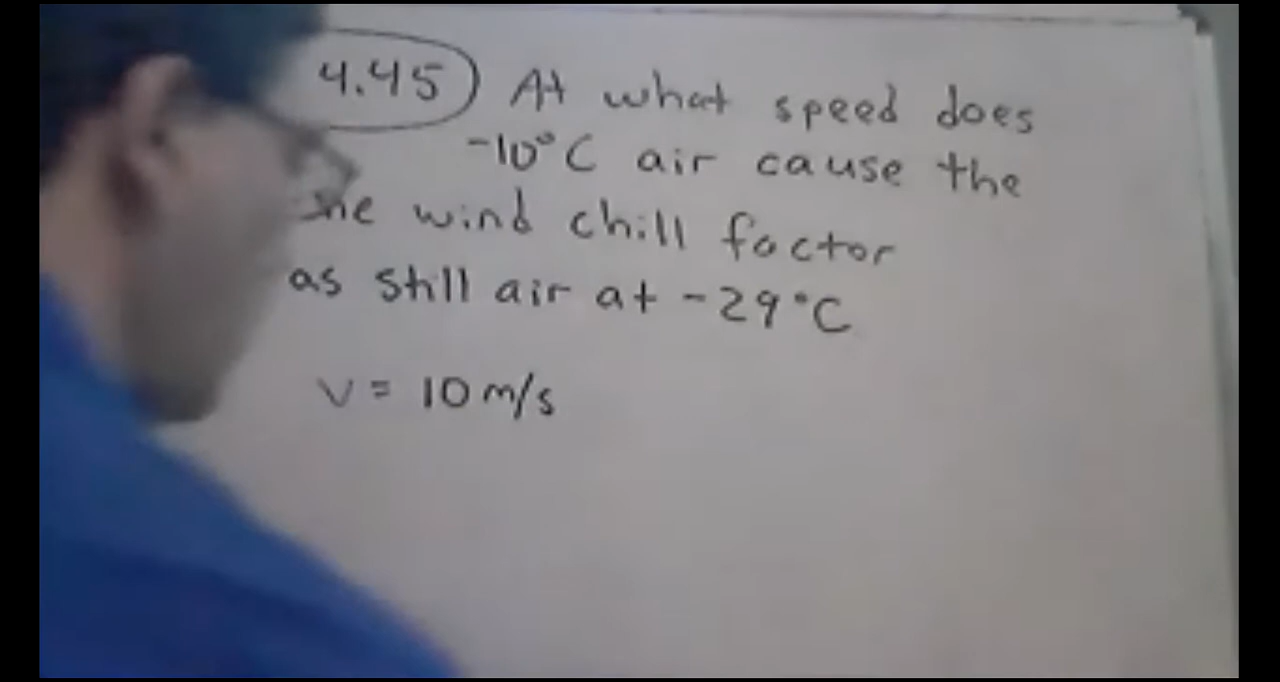 4.45) At what speed does
-10°C air cause the
wind chill factor
as still air at -29°C
v = 10 m/s